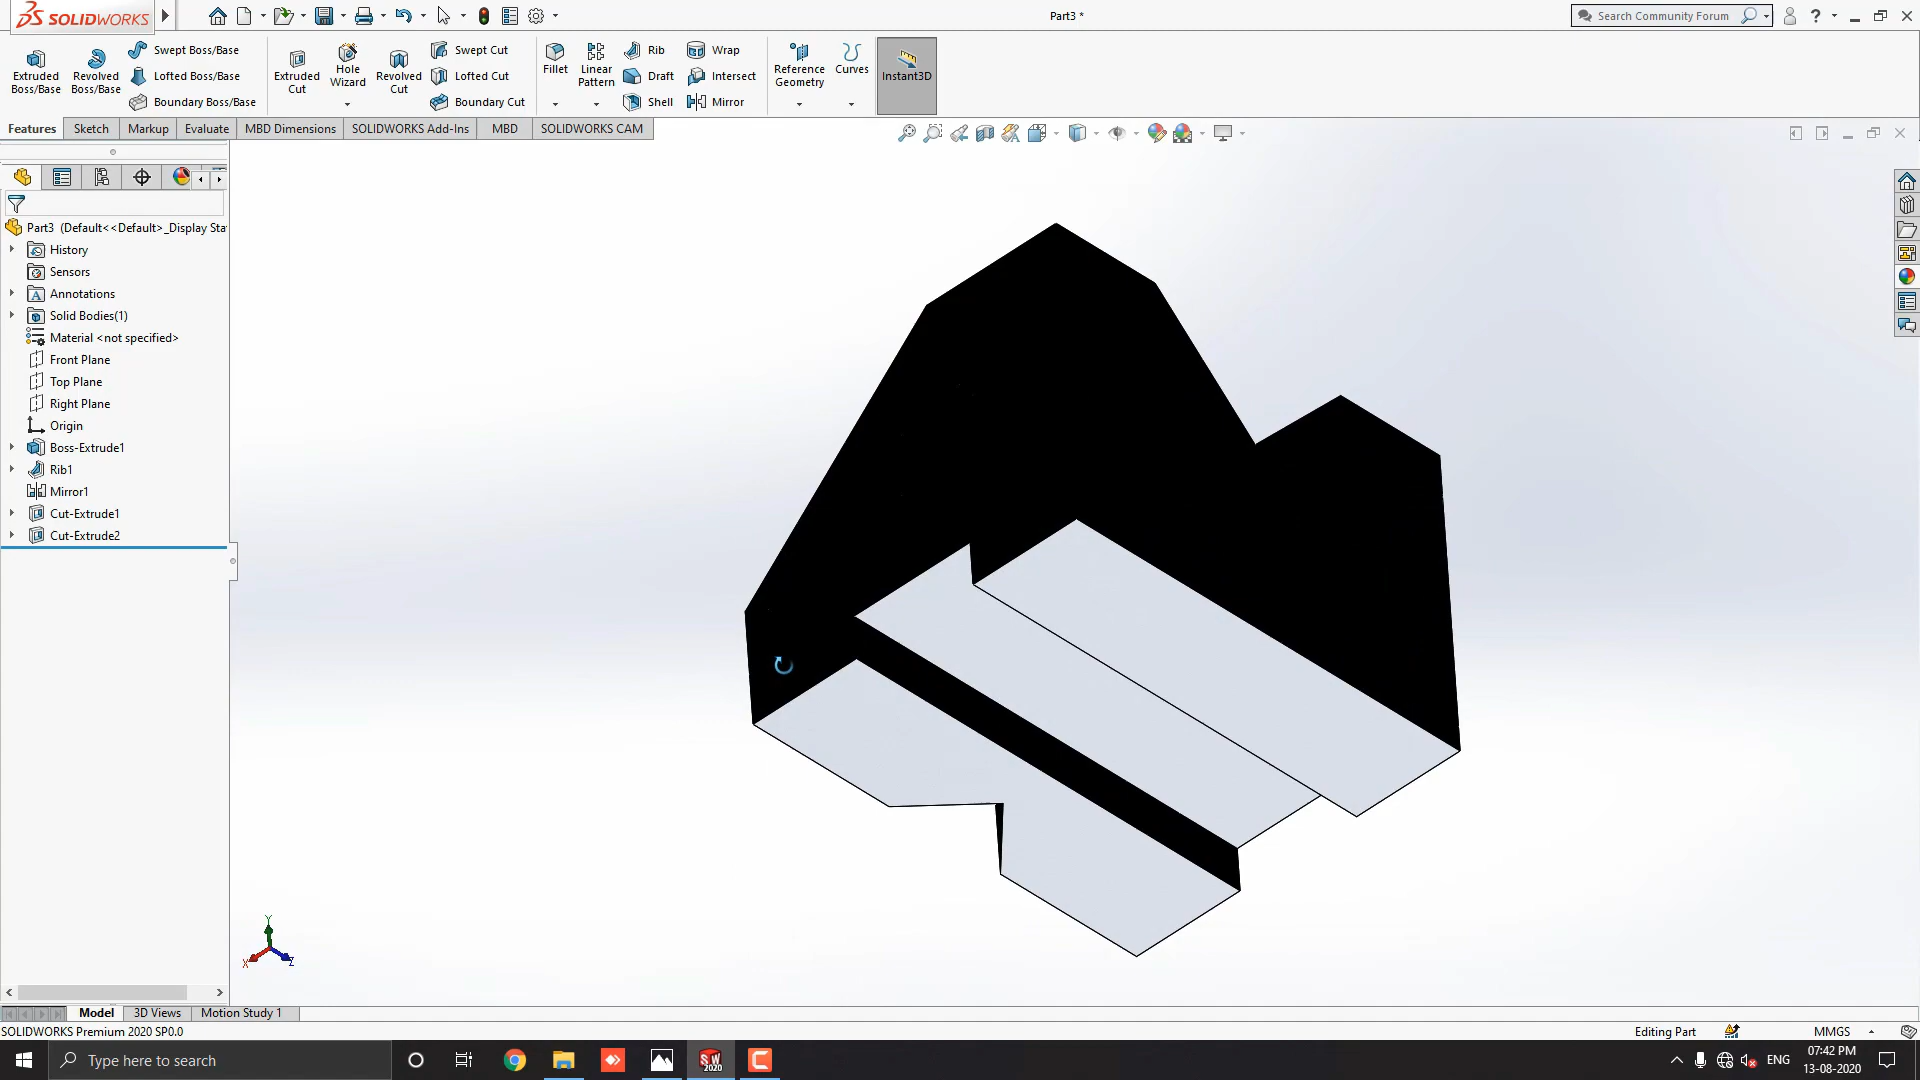 SOLIDWORKS
Part3 *
Search Community Forum
Extruded Boss/Base
Revolved Boss/Base
Swept Boss/Base
Lofted Boss/Base
Boundary Boss/Base
Extruded Cut
Hole Wizard
Revolved Cut
Swept Cut
Lofted Cut
Boundary Cut
Fillet
Linear Pattern
Rib
Draft
Shell
Wrap
Intersect
Mirror
Reference Geometry
Curves
Instant3D
Features
Sketch
Markup
Evaluate
MBD Dimensions
SOLIDWORKS Add-Ins
MBD
SOLIDWORKS CAM
Part3 (Default<<Default>_Display Sta
History
Sensors
Annotations
Solid Bodies(1)
Material <not specified>
Front Plane
Top Plane
Right Plane
Origin
Boss-Extrude1
Rib1
Mirror1
Cut-Extrude1
Cut-Extrude2
Y
X
Z
Model
3D Views
Motion Study 1
SOLIDWORKS Premium 2020 SP0.0
Editing Part
MMGS
Type here to search
SW 2020
ENG
07:42 PM
13-08-2020